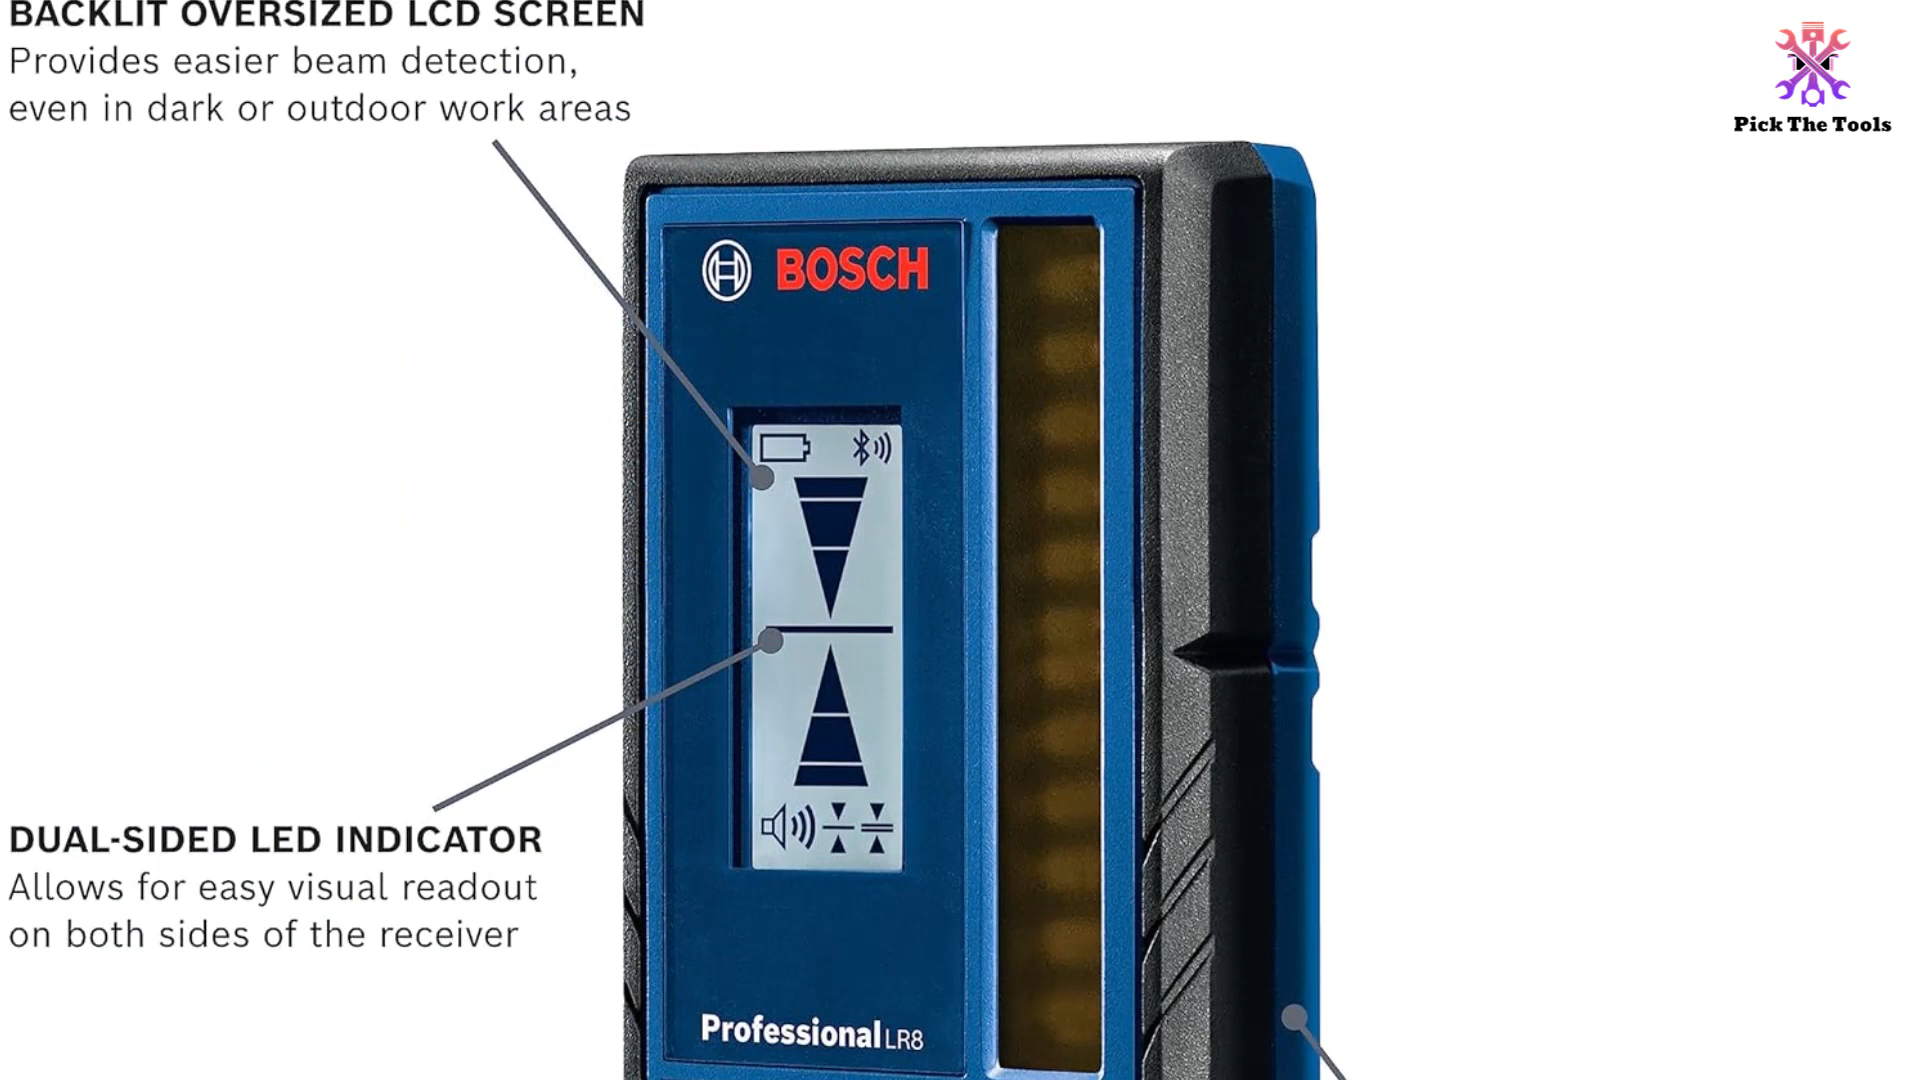 BACKLIT OVERSIZED LCD SCREEN
Provides easier beam detection,
even in dark or outdoor work areas
Pick The Tools
BOSCH
DUAL-SIDED LED INDICATOR
Allows for easy visual readout
on both sides of the receiver
Professional LR8